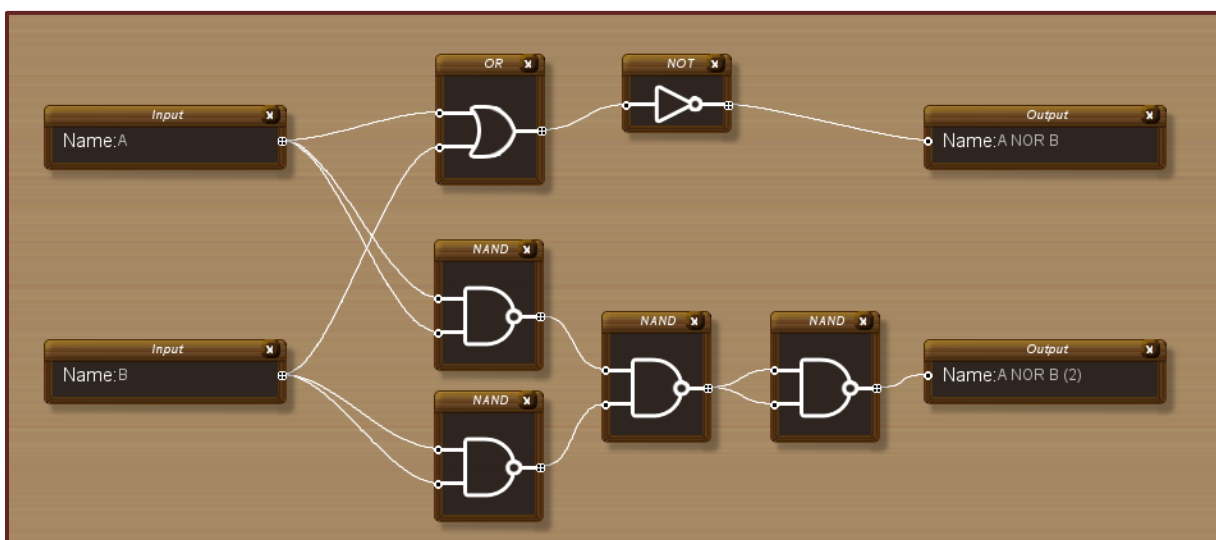 OR x
NOT x
Input x
Name:A
Output x
Name:A NOR B
NAND x
NAND x
NAND x
Input x
Name:B
Output x
Name:A NOR B (2)
NAND x